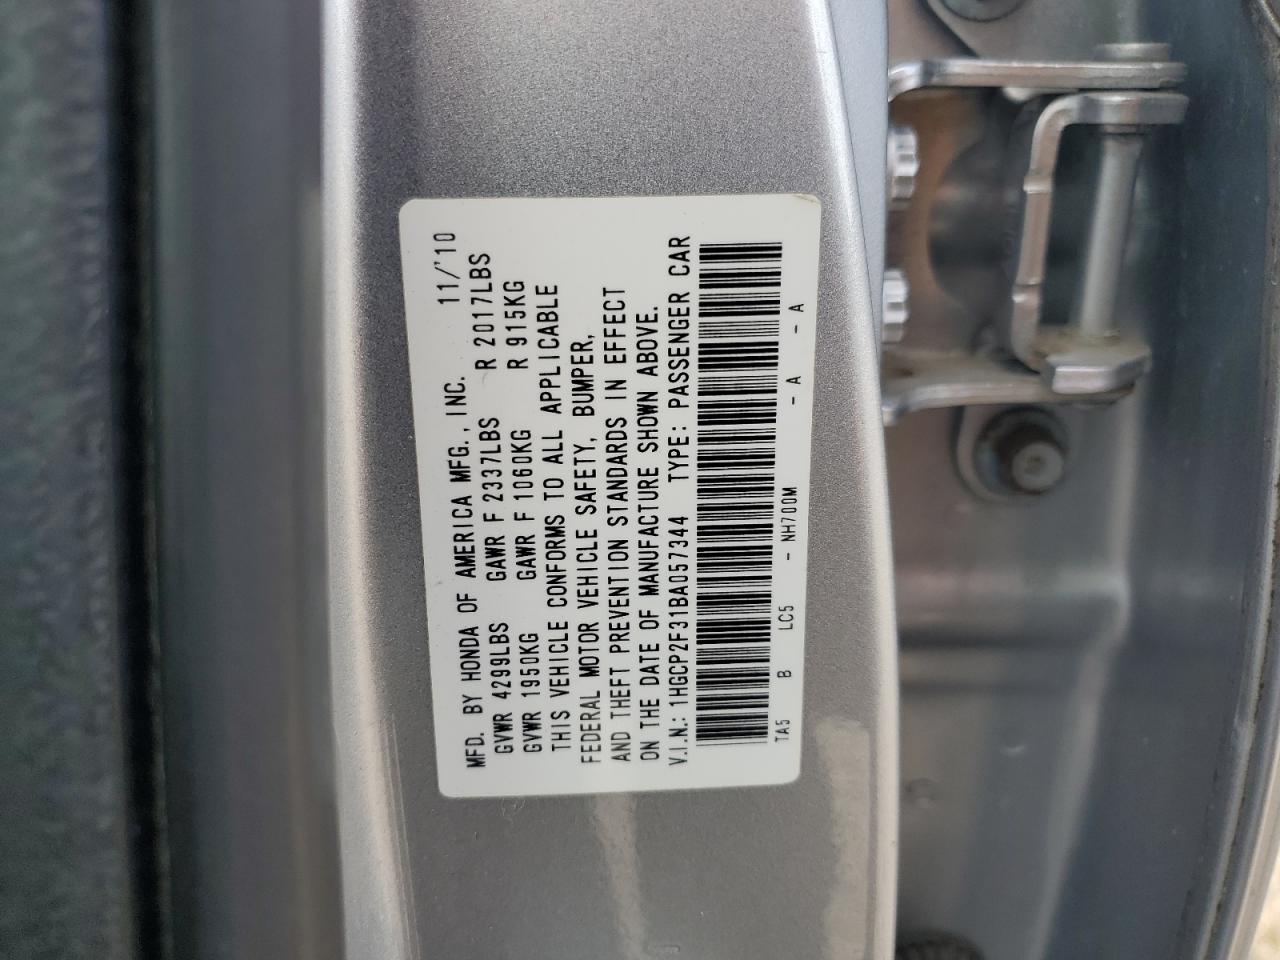 MFD. BY HONDA OF AMERICA MFG., INC. 11/'10
GVWR 4299LBS GAWR F 2337LBS R 2017LBS
GVWR 1950KG GAWR F 1060KG R 915KG
THIS VEHICLE CONFORMS TO ALL APPLICABLE
FEDERAL MOTOR VEHICLE SAFETY, BUMPER,
AND THEFT PREVENTION STANDARDS IN EFFECT
ON THE DATE OF MANUFACTURE SHOWN ABOVE.
V.I.N.: 1HGCP2F31BA057344 TYPE: PASSENGER CAR
TA5 B LC5 - NH700M - A - A